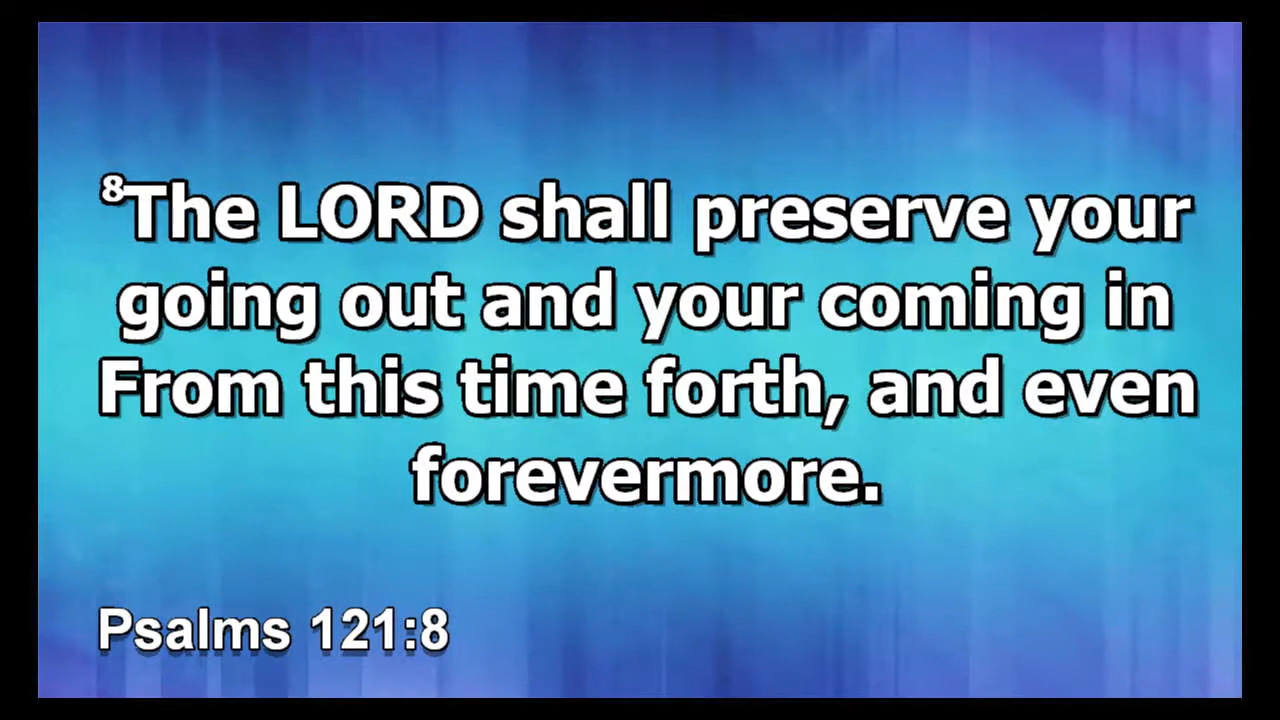 ⁸The LORD shall preserve your
going out and your coming in
From this time forth, and even
forevermore.
Psalms 121:8